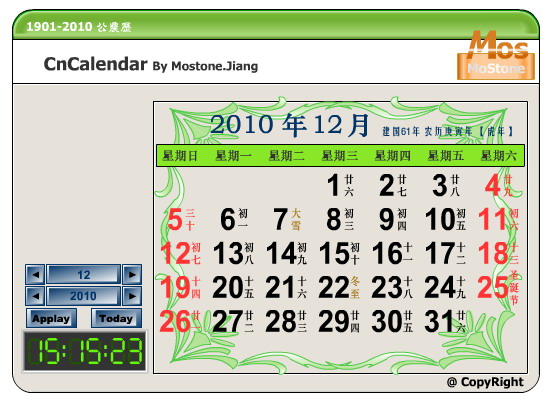 1901-2010 公農歷
Mos
MoStone
CnCalendar By Mostone.Jiang
2010 年 12 月 建国61年 农历庚寅年【虎年】
星期日 星期一 星期二 星期三 星期四 星期五 星期六
1 廿六 2 廿七 3 廿八 4 廿九
5 三十 6 初一 7 大雪 8 初三 9 初四 10 初五 11 初六
12 初七 13 初八 14 初九 15 初十 16 十一 17 十二 18 十三
19 十四 20 十五 21 十六 22 冬至 23 十八 24 十九 25 圣诞节
26 廿一 27 廿二 28 廿三 29 廿四 30 廿五 31 廿六
12
2010
Applay Today
15:15:23
@ CopyRight